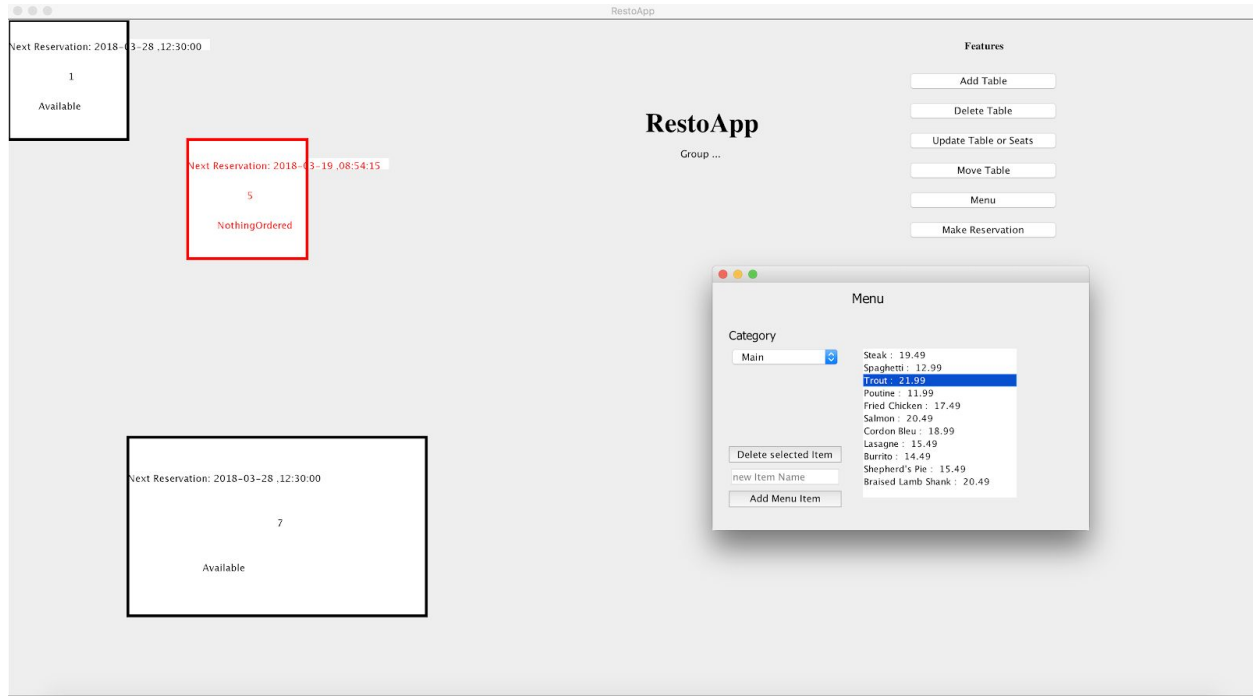 RestoApp
Next Reservation: 2018-03-28 ,12:30:00
1
Available
Next Reservation: 2018-03-19 ,08:54:15
5
NothingOrdered
Next Reservation: 2018-03-28 ,12:30:00
7
Available
RestoApp
Group ...
Features
Add Table
Delete Table
Update Table or Seats
Move Table
Menu
Make Reservation
Menu
Category
Main
Delete selected Item
new Item Name
Add Menu Item
Steak : 19.49
Spaghetti : 12.99
Trout : 21.99
Poutine : 11.99
Fried Chicken : 17.49
Salmon : 20.49
Cordon Bleu : 18.99
Lasagne : 15.49
Burrito : 14.49
Shepherd's Pie : 15.49
Braised Lamb Shank : 20.49